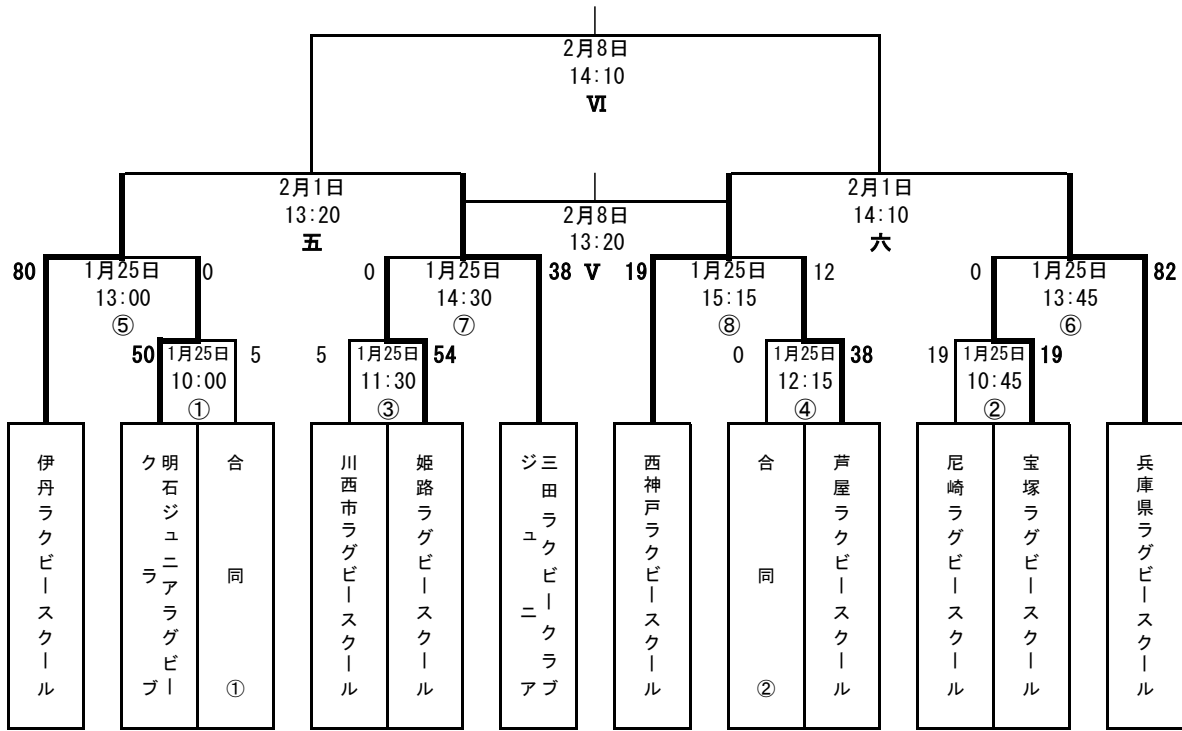 2月8日
14:10
Ⅵ
2月1日
13:20
五
2月8日
13:20
Ⅴ
2月1日
14:10
六
80
1月25日
13:00
⑤
0
0
1月25日
14:30
⑦
38
19
1月25日
15:15
⑧
12
0
1月25日
13:45
⑥
82
50
1月25日
10:00
①
5
5
1月25日
11:30
③
54
0
1月25日
12:15
④
38
19
1月25日
10:45
②
19
伊丹ラクビースクール
明石ジュニアラグビー
クラブ
合同①
川西市ラグビースクール
姫路ラグビースクール
三田ラクビークラブ
ジュニア
西神戸ラクビースクール
合同②
芦屋ラクビースクール
尼崎ラグビースクール
宝塚ラグビースクール
兵庫県ラグビースクール